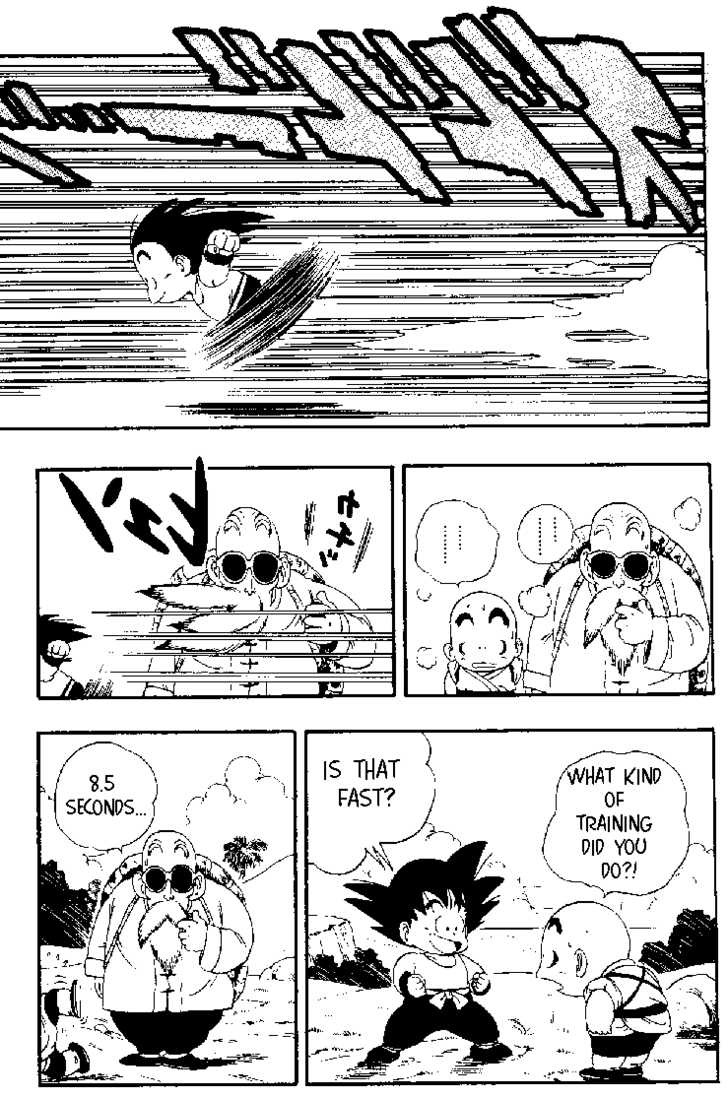 WHAT KIND
OF
TRAINING
DID YOU
DO?!
IS THAT
FAST?
8.5
SECONDS...